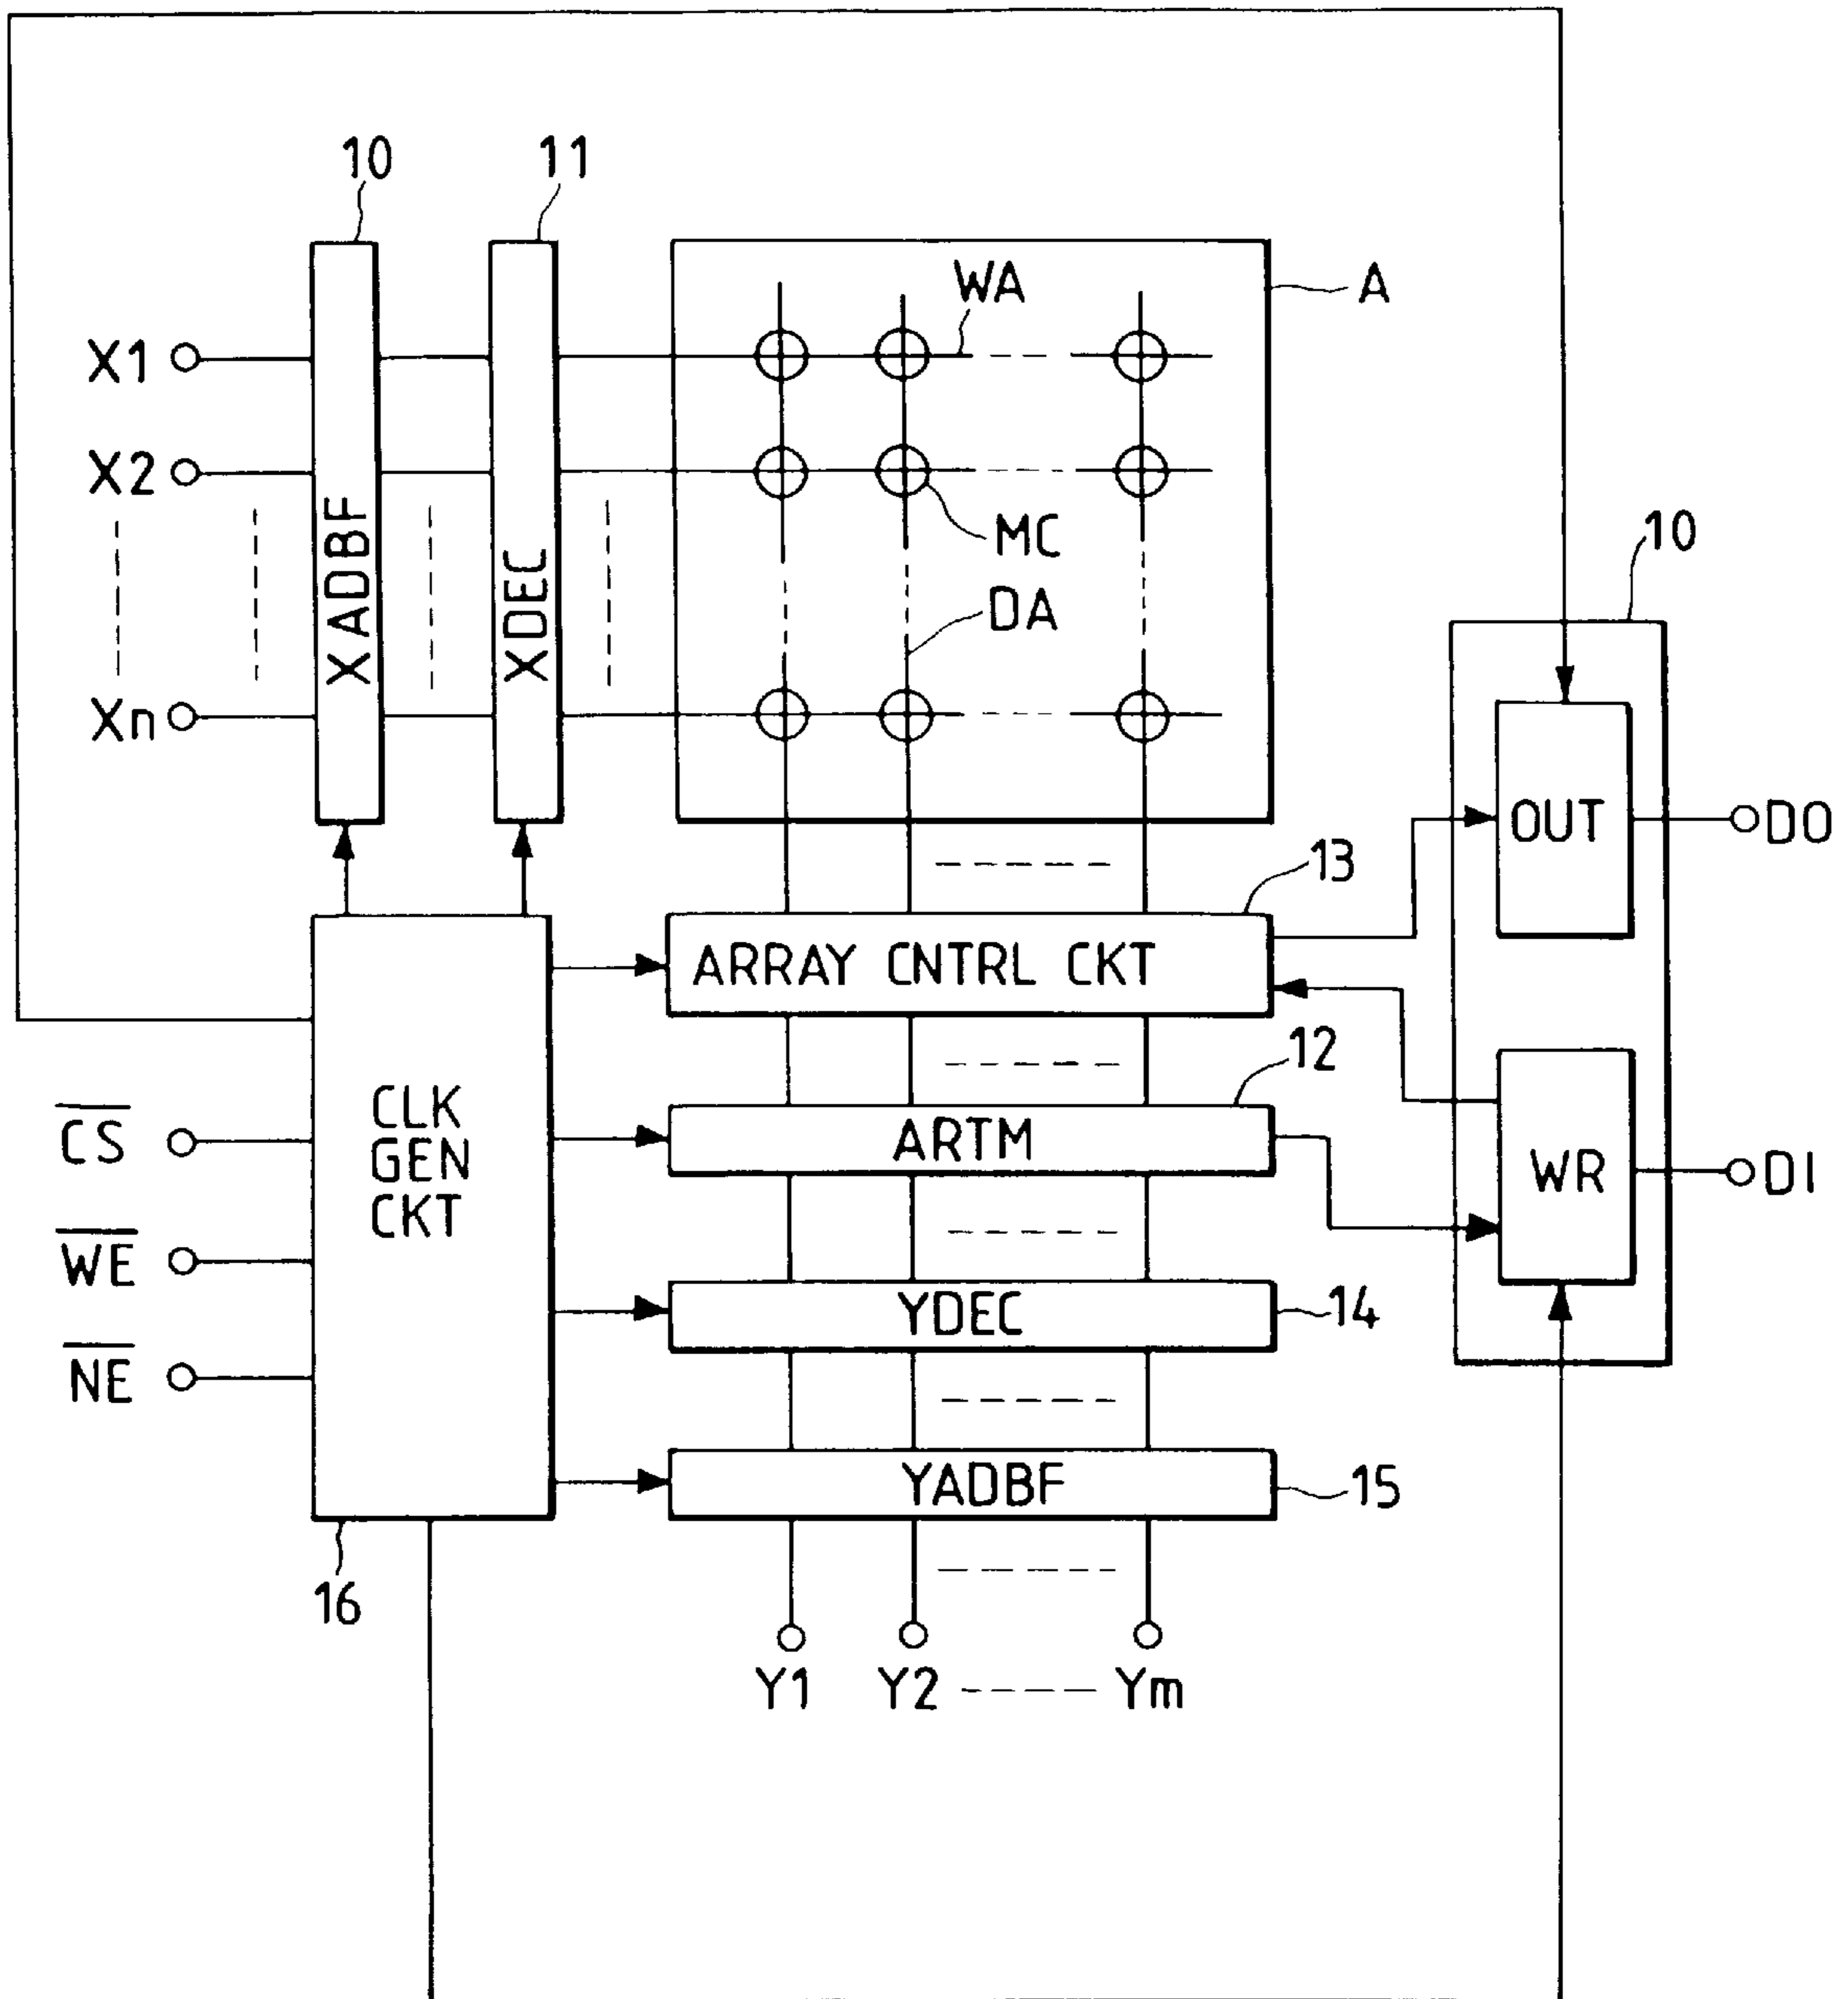 10
11
WA
A
X1
X2
XADBF
XDEC
MC
10
DA
Xn
OUT
DO
13
ARRAY CNTRL CKT
12
CLK
GEN
CKT
CS
ARTM
WR
DI
WE
YDEC
14
NE
YADBF
15
16
Y1
Y2
Ym